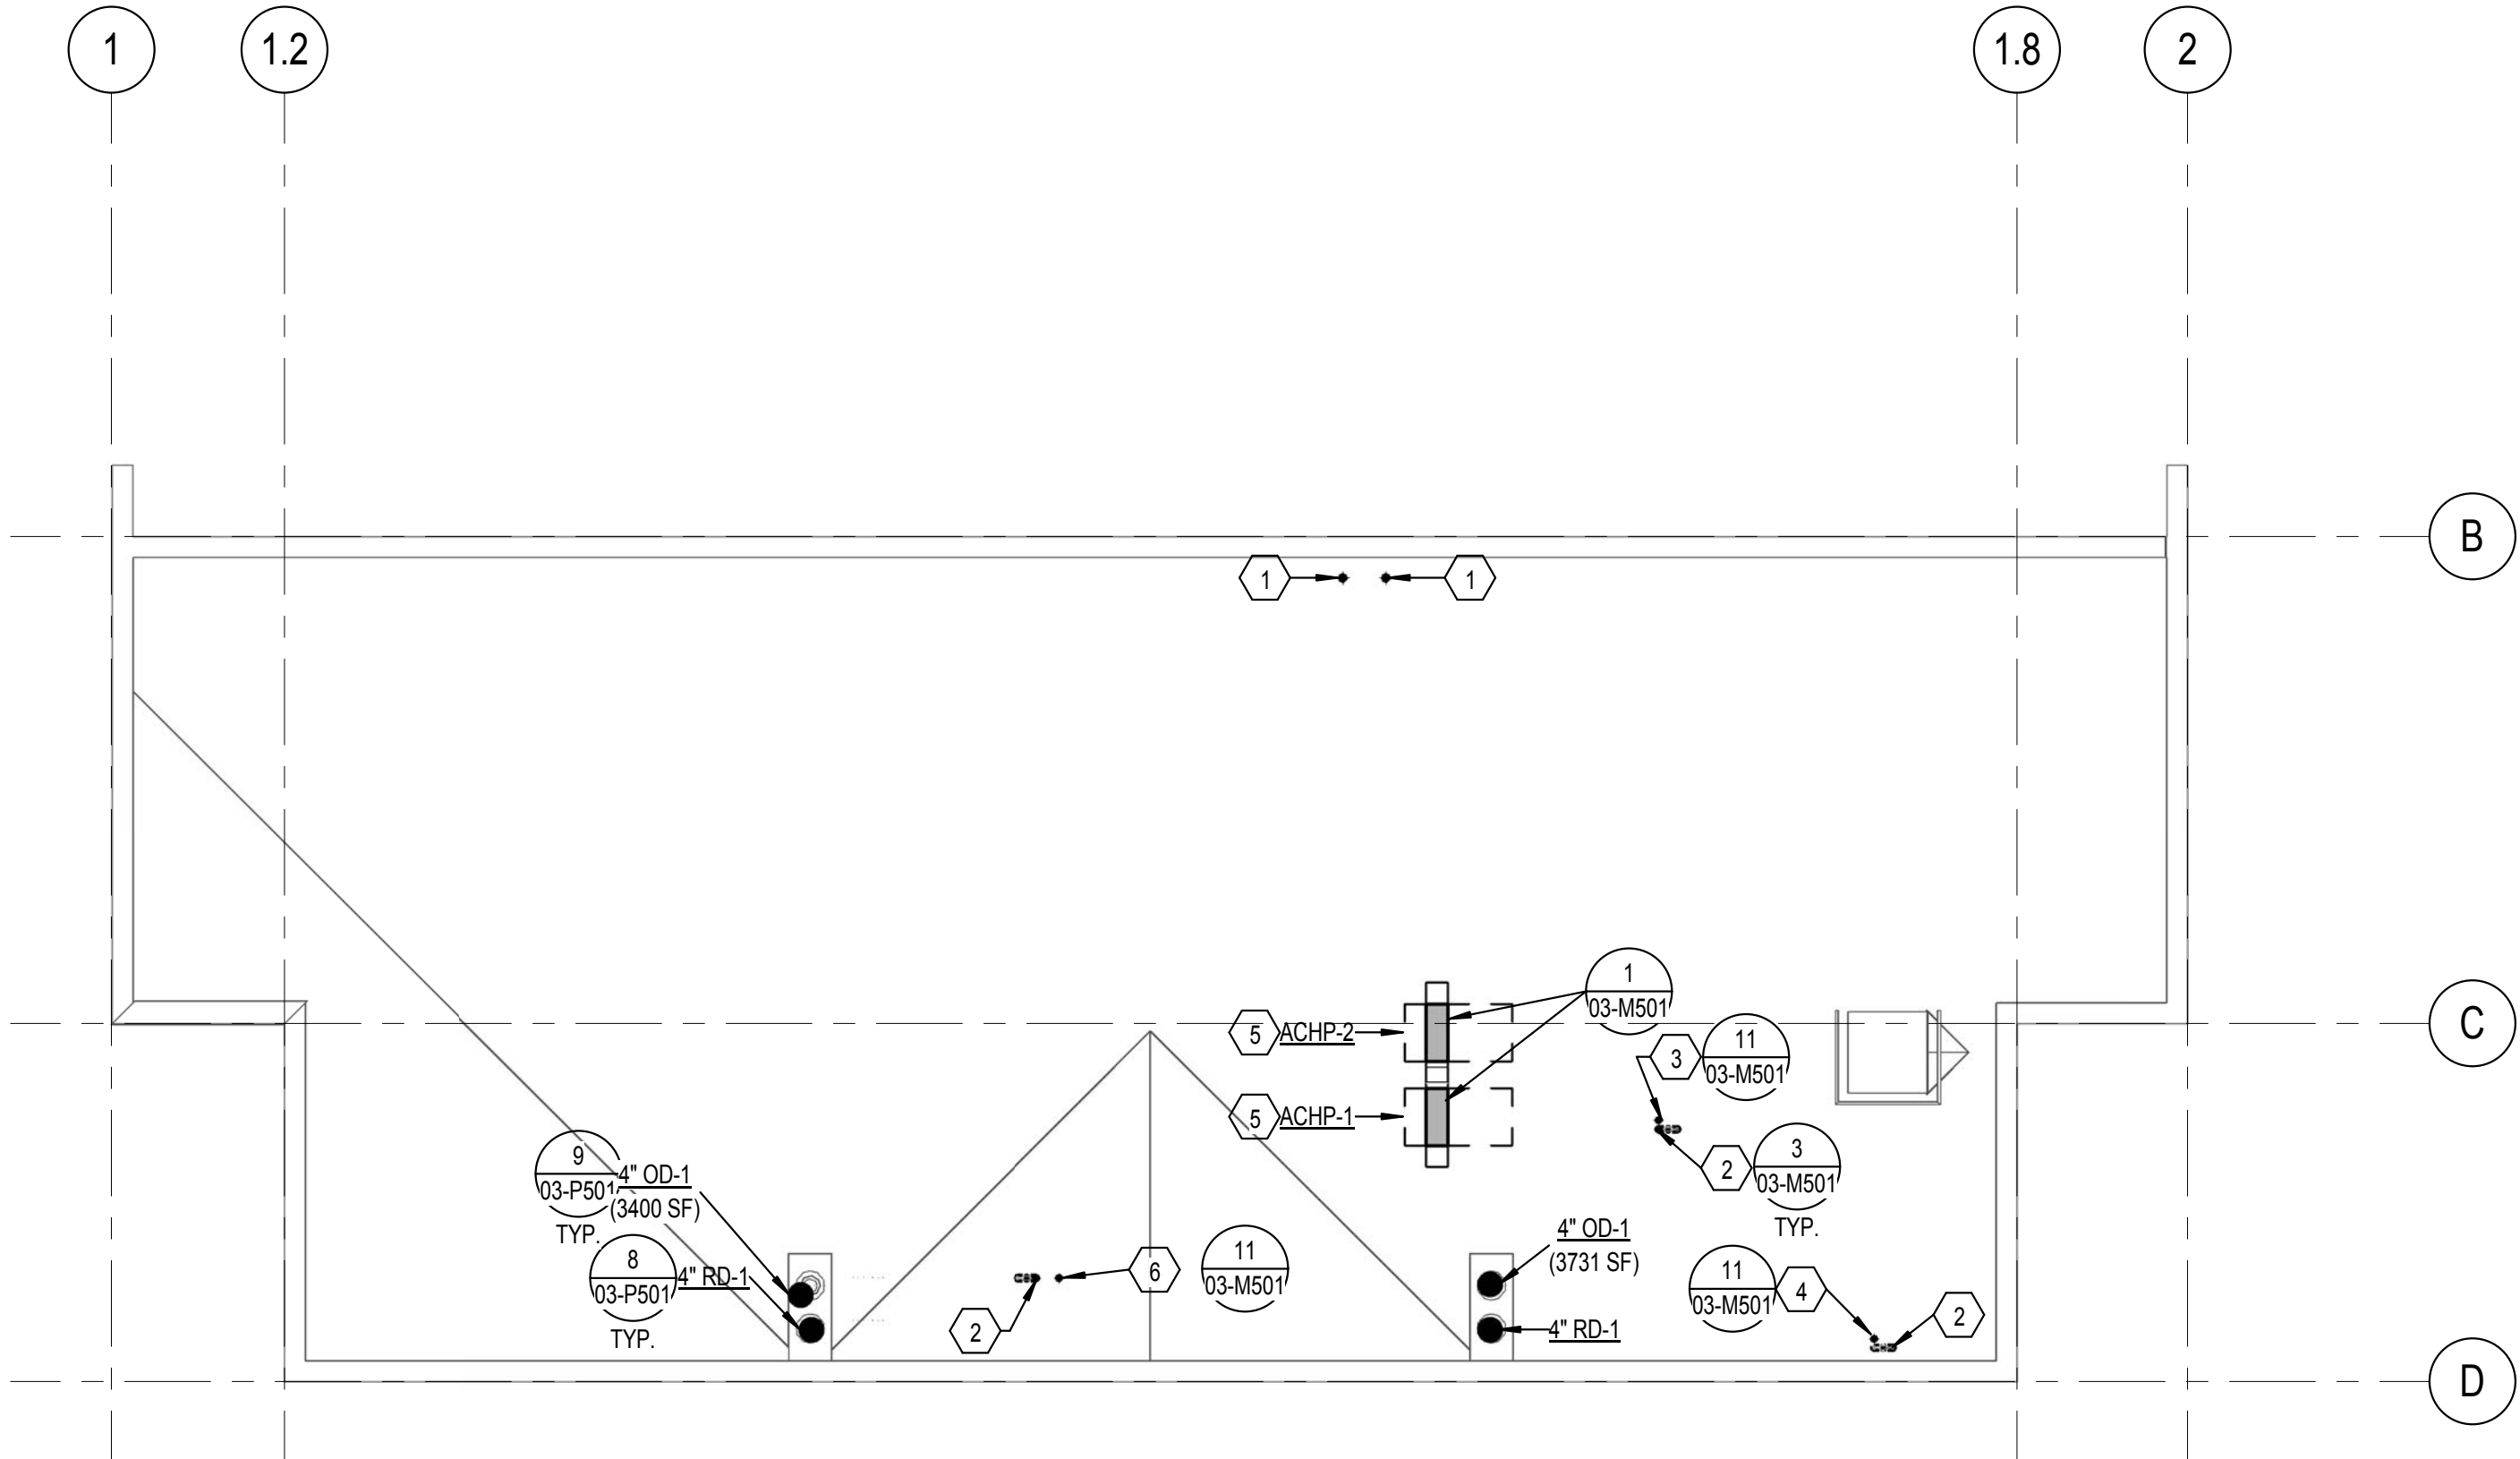 1
1.2
1.8
2
B
1
1
1
03-M501
C
5 ACHP-2
3
11
03-M501
5 ACHP-1
2
3
03-M501
TYP.
9
03-P501
TYP.
4" OD-1
(3400 SF)
8
03-P501
TYP.
4" RD-1
2
6
11
03-M501
4" OD-1
(3731 SF)
4" RD-1
11
03-M501
4
2
D